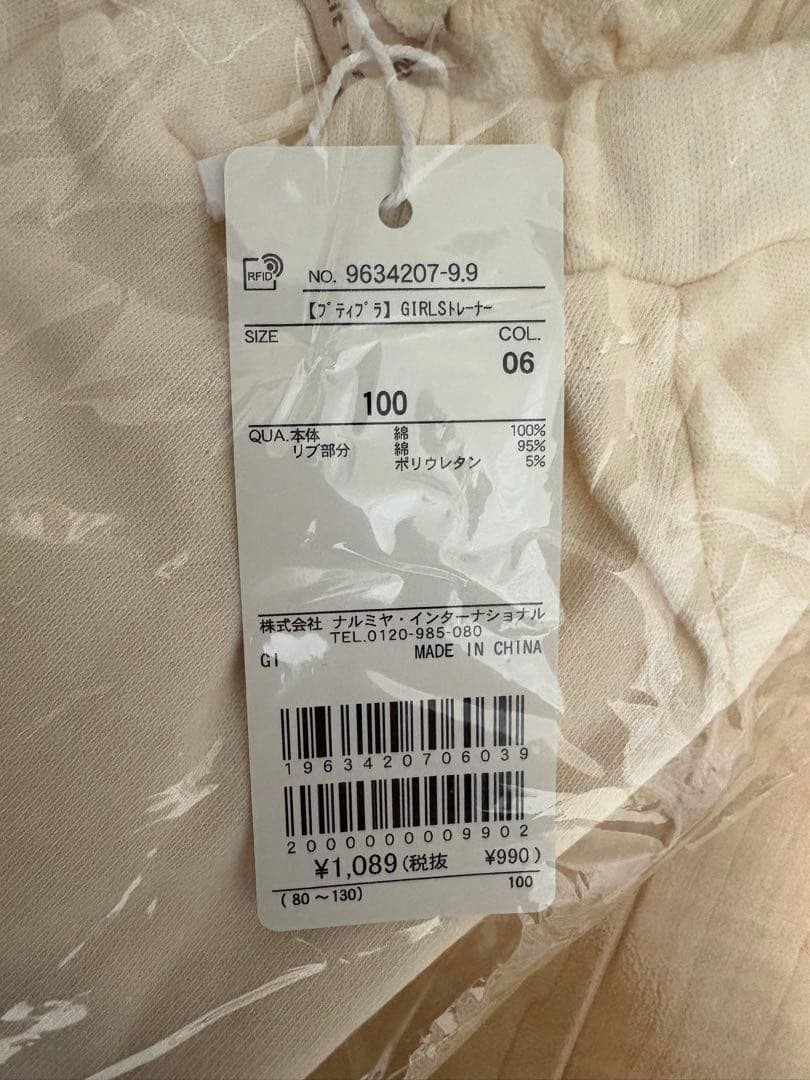 RFID
NO. 9634207-9.9
【プティプラ】GIRLSトレーナー
SIZE COL.
06
100
QUA.本体 綿 100%
リブ部分 綿 95%
ポリウレタン 5%
株式会社 ナルミヤ・インターナショナル
TEL.0120-985-080
GI MADE IN CHINA
1963420706039
2000000009902
¥1,089(税抜 ¥990)
(80～130) 100